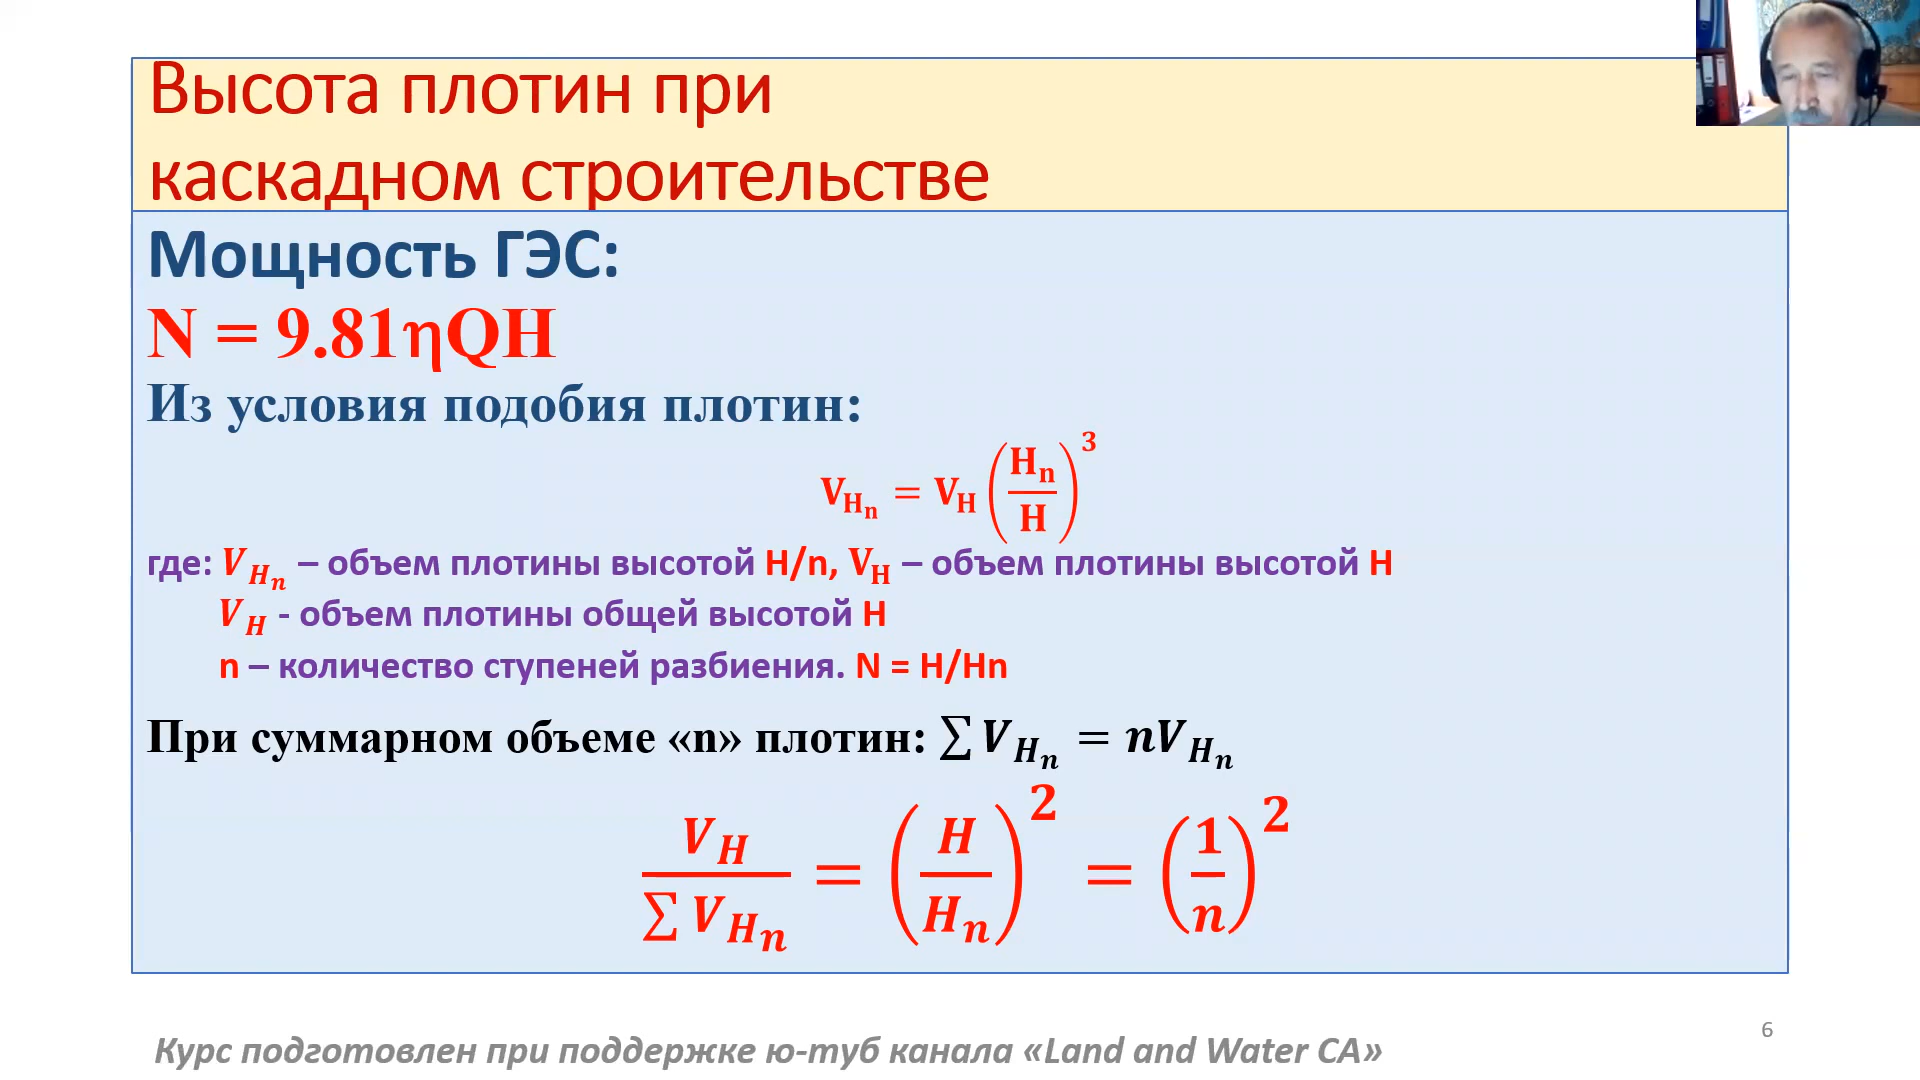 Высота плотин при
каскадном строительстве
Мощность ГЭС:
N = 9.81ηQH
Из условия подобия плотин:
V_{H_n} = V_H (H_n/H)^3
где: V_{H_n} – объем плотины высотой H/n, V_H – объем плотины высотой H
V_H - объем плотины общей высотой H
n – количество ступеней разбиения. N = H/Hn
При суммарном объеме «n» плотин: ∑ V_{H_n} = nV_{H_n}
V_H / ∑ V_{H_n} = (H/H_n)^2 = (1/n)^2
Курс подготовлен при поддержке ю-туб канала «Land and Water CA»
6